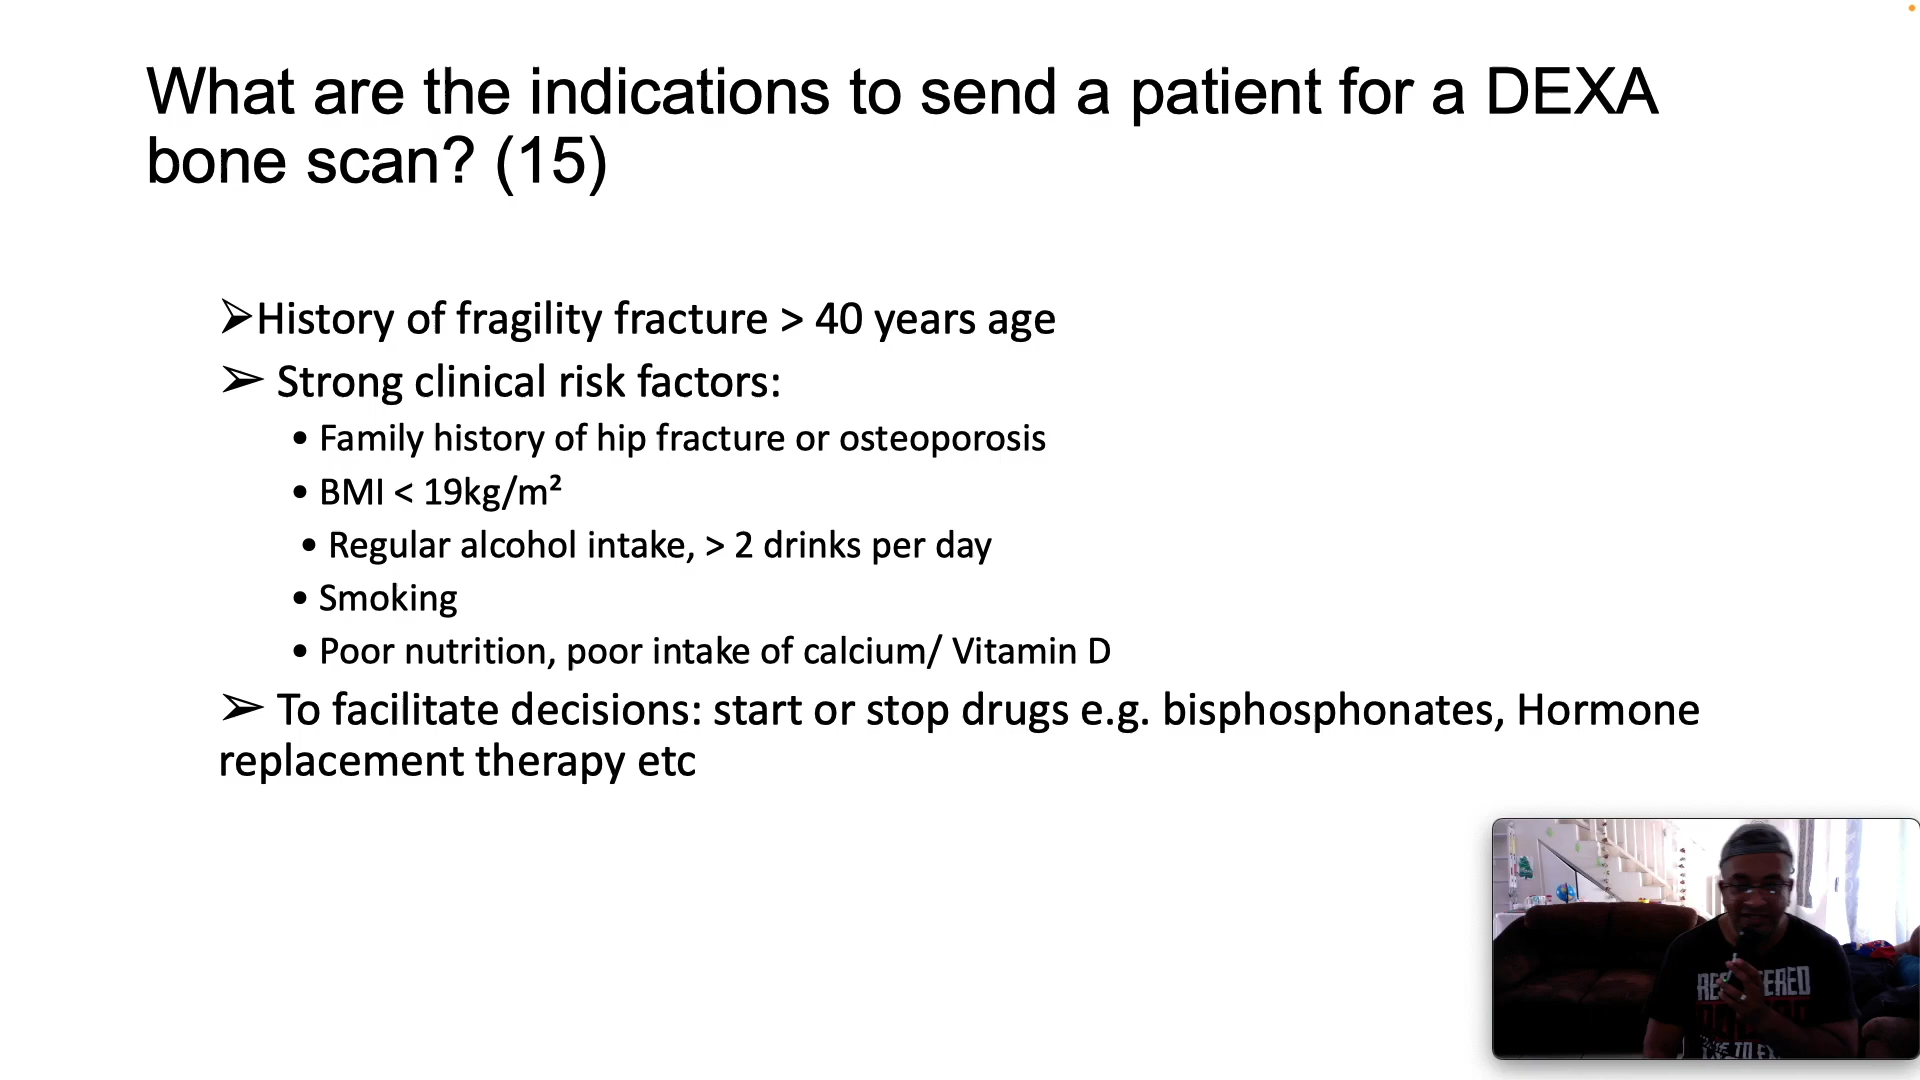 What are the indications to send a patient for a DEXA
bone scan? (15)
➢History of fragility fracture > 40 years age
➢ Strong clinical risk factors:
• Family history of hip fracture or osteoporosis
• BMI < 19kg/m²
• Regular alcohol intake, > 2 drinks per day
• Smoking
• Poor nutrition, poor intake of calcium/ Vitamin D
➢ To facilitate decisions: start or stop drugs e.g. bisphosphonates, Hormone
replacement therapy etc